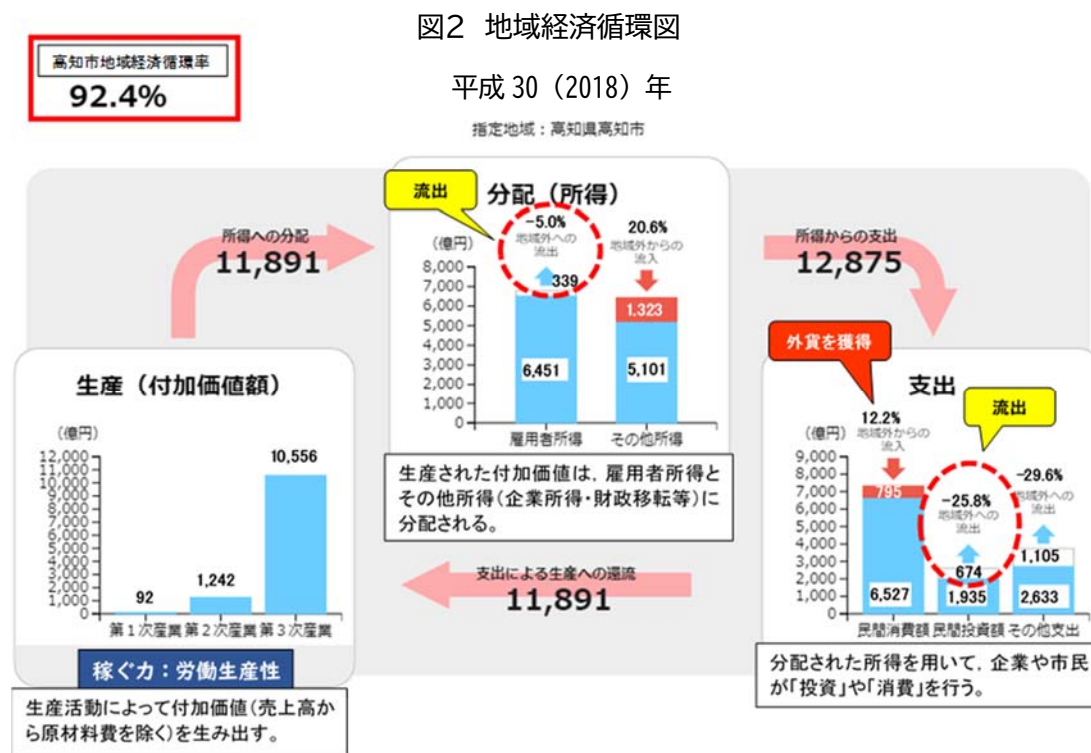 図2 地域経済循環図
高知市地域経済循環率
92.4%
平成 30（2018）年
指定地域：高知県高知市
流出
分配（所得）
-5.0%
地域外への
流出
20.6%
地域外からの
流入
（億円）
8,000
7,000
6,000
5,000
4,000
3,000
2,000
1,000
0
339
6,451
1,323
5,101
雇用者所得
その他所得
生産された付加価値は，雇用者所得と
その他所得（企業所得・財政移転等）に
分配される。
所得への分配
11,891
所得からの支出
12,875
生産（付加価値額）
（億円）
12,000
11,000
10,000
9,000
8,000
7,000
6,000
5,000
4,000
3,000
2,000
1,000
0
92
1,242
10,556
第1次産業
第2次産業
第3次産業
稼ぐ力：労働生産性
生産活動によって付加価値（売上高か
ら原材料費を除く）を生み出す。
支出による生産への還流
11,891
外貨を獲得
支出
流出
12.2%
地域外からの
流入
-25.8%
地域外への
流出
-29.6%
地域外への
流出
（億円）
9,000
8,000
7,000
6,000
5,000
4,000
3,000
2,000
1,000
0
795
6,527
674
1,935
1,105
2,633
民間消費額
民間投資額
その他支出
分配された所得を用いて，企業や市民
が「投資」や「消費」を行う。